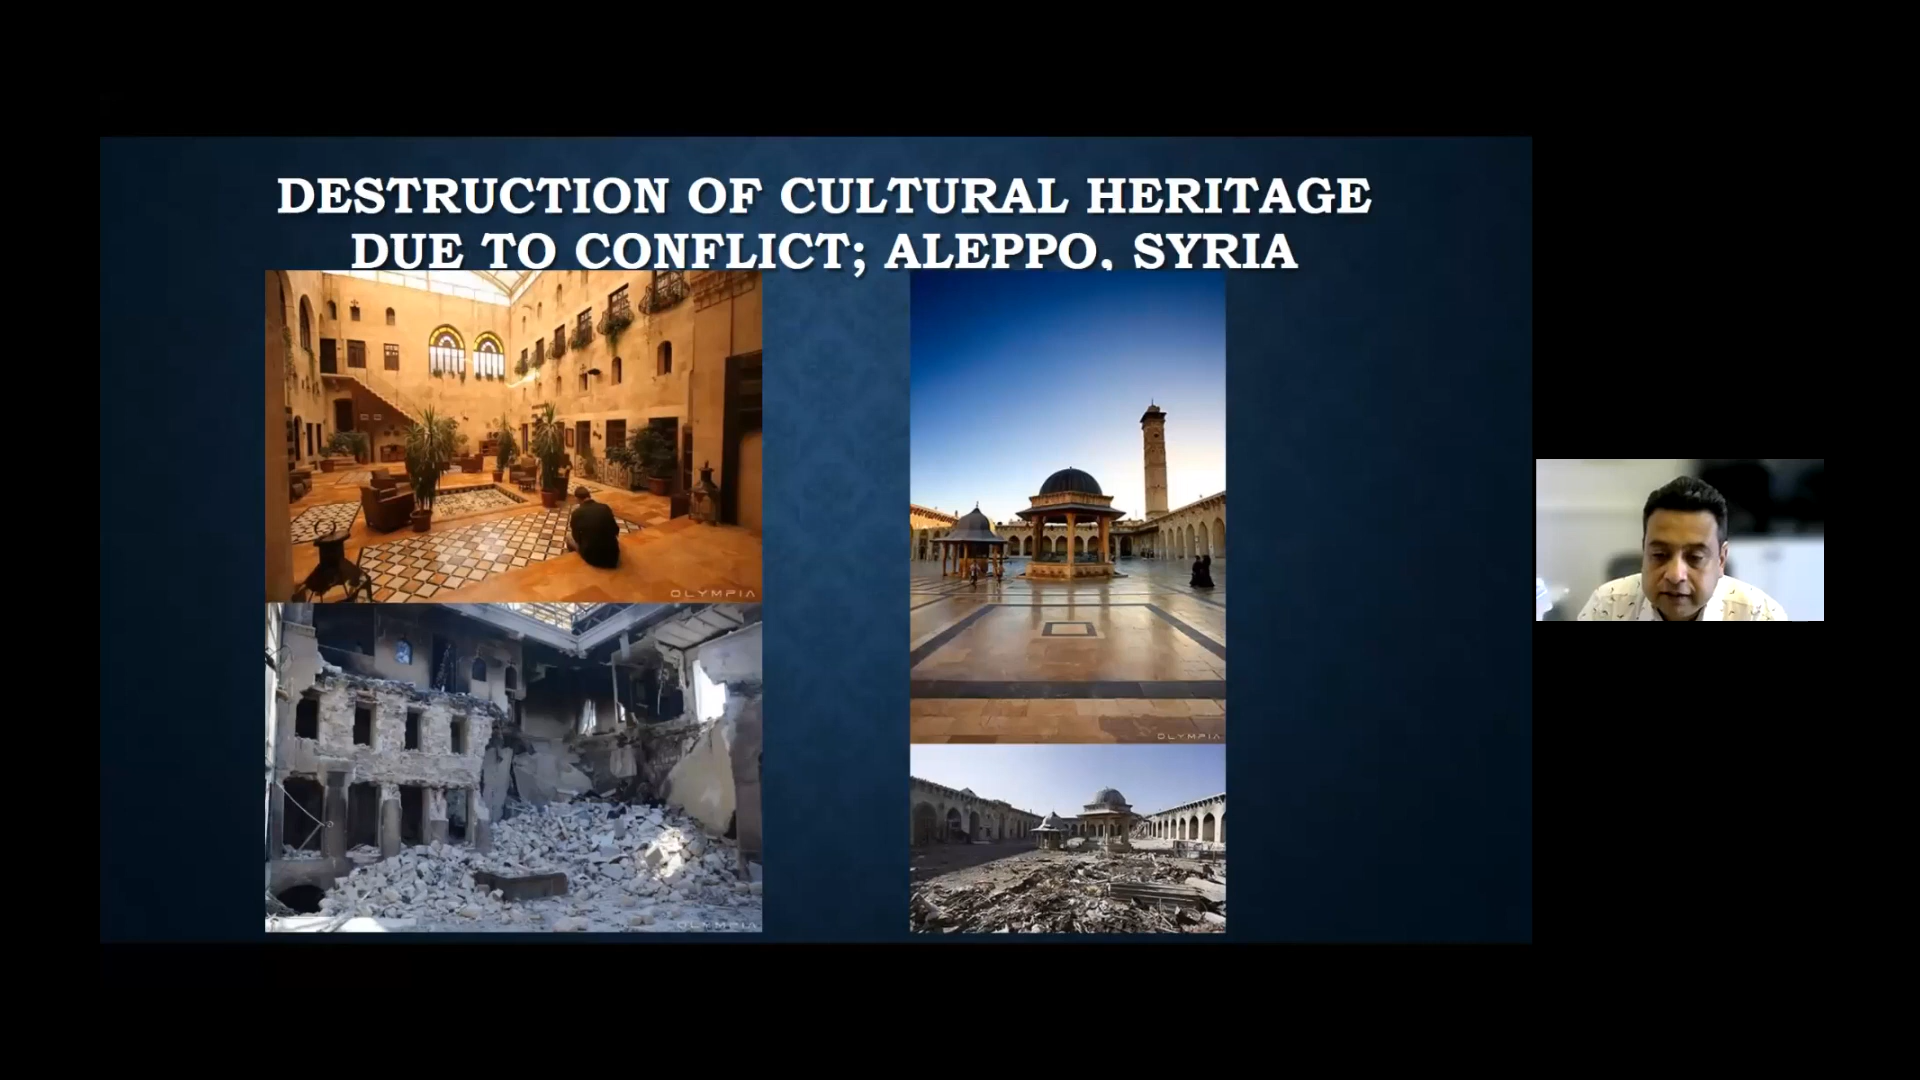 DESTRUCTION OF CULTURAL HERITAGE
DUE TO CONFLICT; ALEPPO, SYRIA
OLYMPIA
OLYMPIA
OLYMPIA